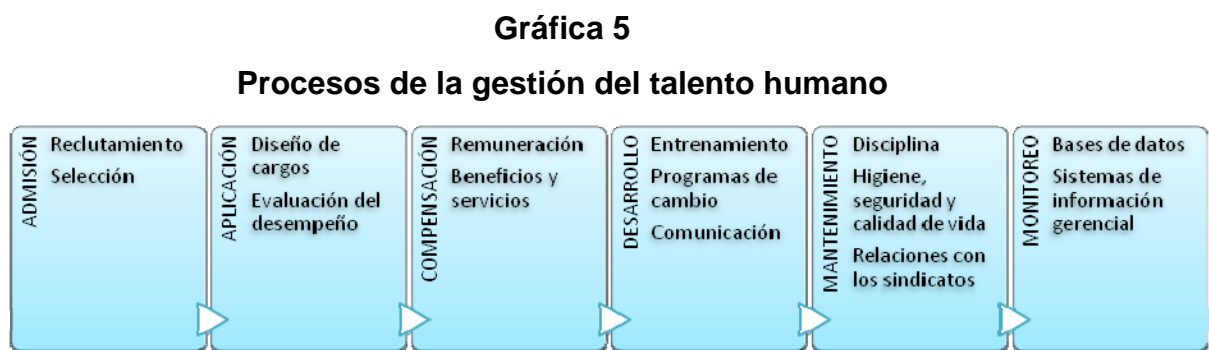 Gráfica 5
Procesos de la gestión del talento humano
ADMISIÓN
Reclutamiento
Selección
APLICACIÓN
Diseño de
cargos
Evaluación del
desempeño
COMPENSACIÓN
Remuneración
Beneficios y
servicios
DESARROLLO
Entrenamiento
Programas de
cambio
Comunicación
MANTENIMIENTO
Disciplina
Higiene,
seguridad y
calidad de vida
Relaciones con
los sindicatos
MONITOREO
Bases de datos
Sistemas de
información
gerencial